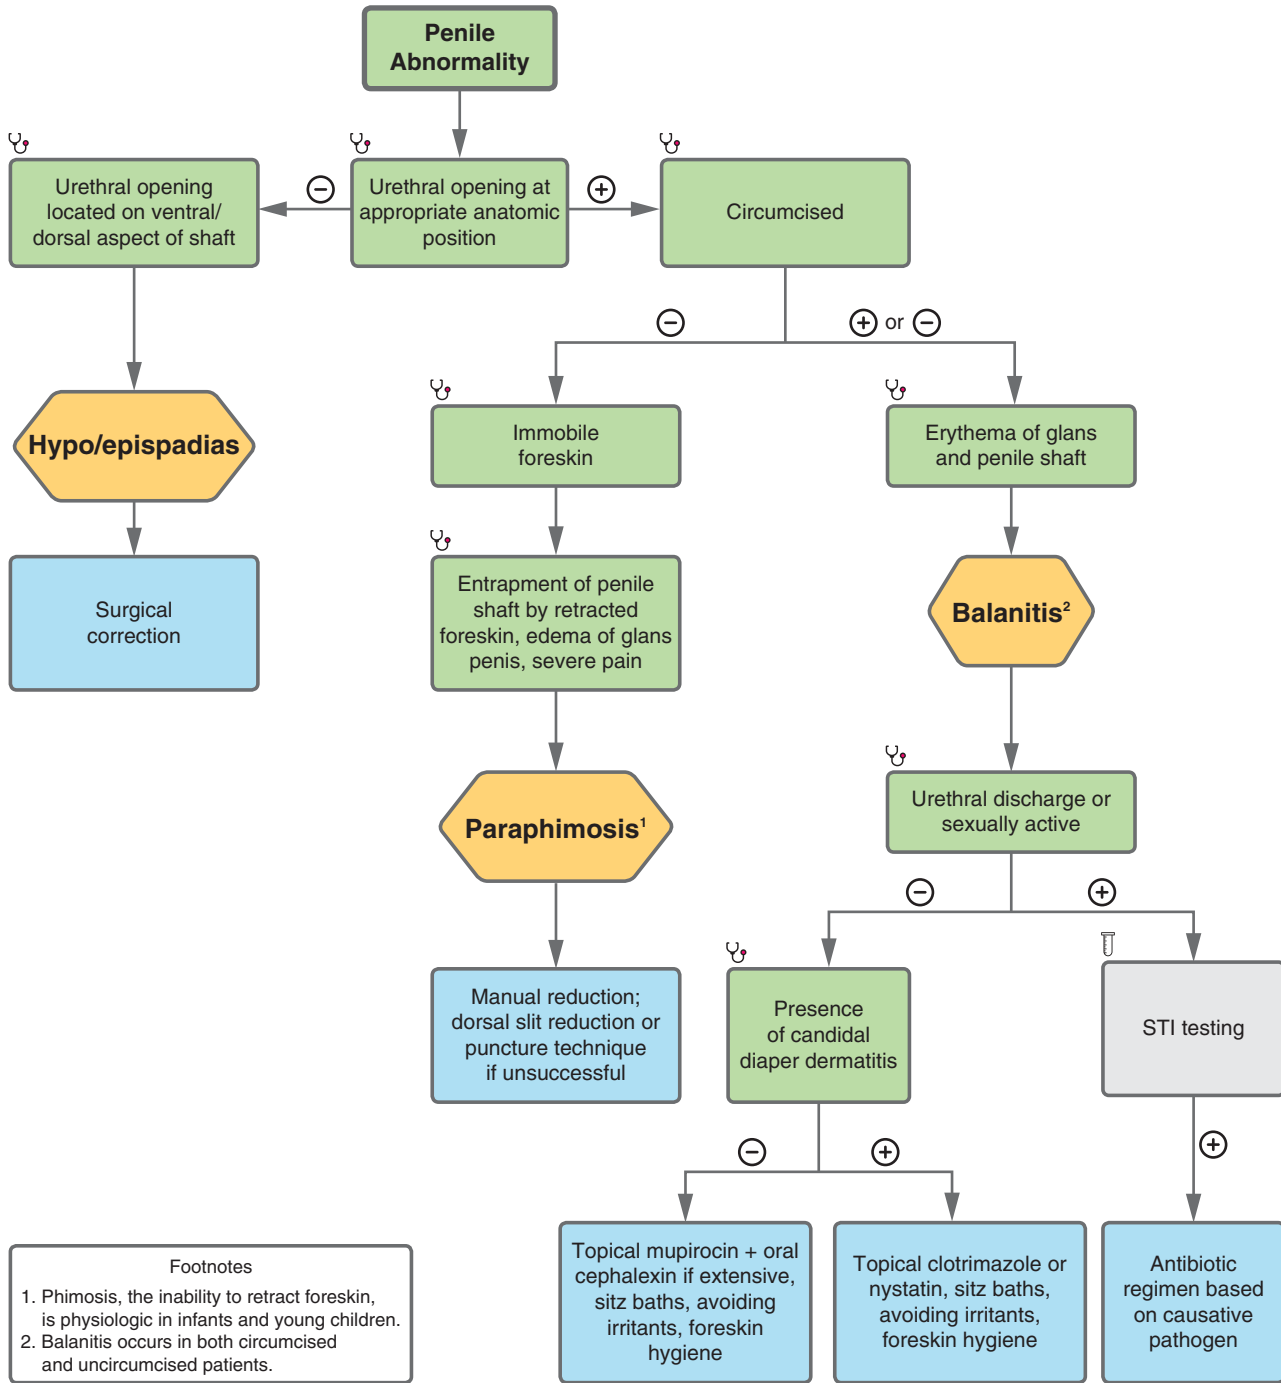 Penile
Abnormality
Urethral opening
located on ventral/
dorsal aspect of shaft
−
Urethral opening at
appropriate anatomic
position
+
Circumcised
−
+ or −
Hypo/epispadias
Immobile
foreskin
Erythema of glans
and penile shaft
Surgical
correction
Entrapment of penile
shaft by retracted
foreskin, edema of glans
penis, severe pain
Balanitis²
Paraphimosis¹
Urethral discharge or
sexually active
−
+
Manual reduction;
dorsal slit reduction or
puncture technique
if unsuccessful
Presence
of candidal
diaper dermatitis
STI testing
−
+
+
Topical mupirocin + oral
cephalexin if extensive,
sitz baths, avoiding
irritants, foreskin
hygiene
Topical clotrimazole or
nystatin, sitz baths,
avoiding irritants,
foreskin hygiene
Antibiotic
regimen based
on causative
pathogen
Footnotes
1. Phimosis, the inability to retract foreskin,
is physologic in infants and young children.
2. Balanitis occurs in both circumcised
and uncircumcised patients.